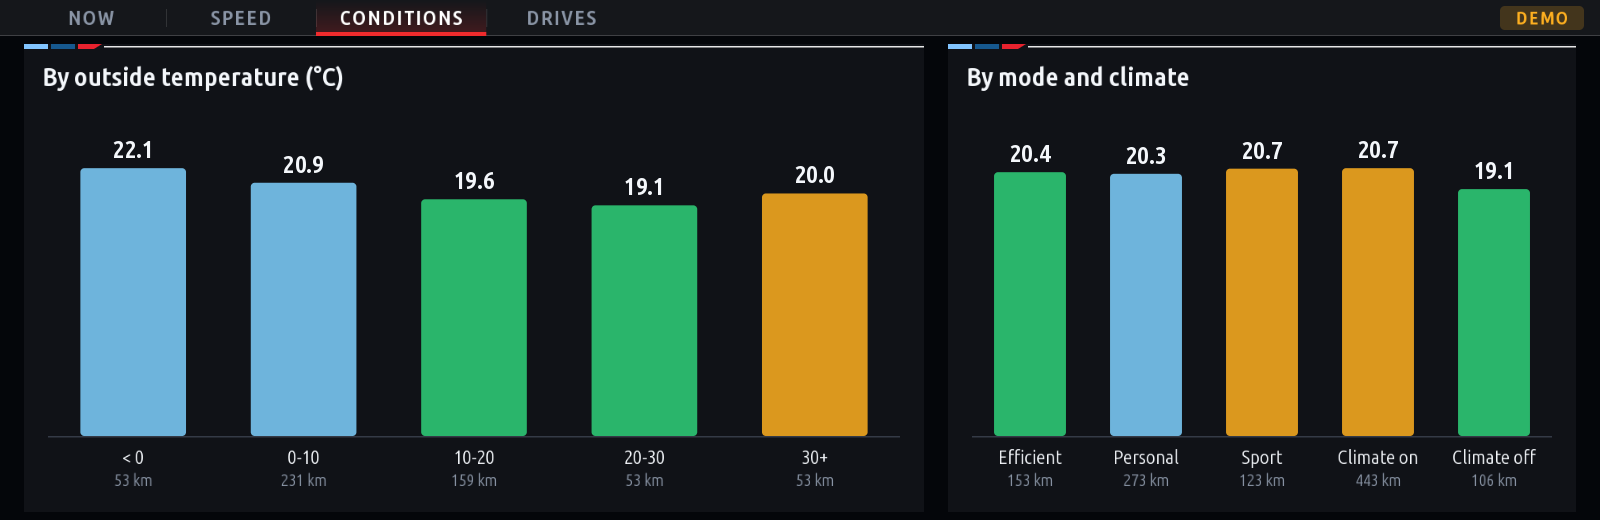 NOW
SPEED
CONDITIONS
DRIVES
DEMO
By outside temperature (°C)
22.1
20.9
19.6
19.1
20.0
< 0
0-10
10-20
20-30
30+
53 km
231 km
159 km
53 km
53 km
By mode and climate
20.4
20.3
20.7
20.7
19.1
Efficient
Personal
Sport
Climate on
Climate off
153 km
273 km
123 km
443 km
106 km